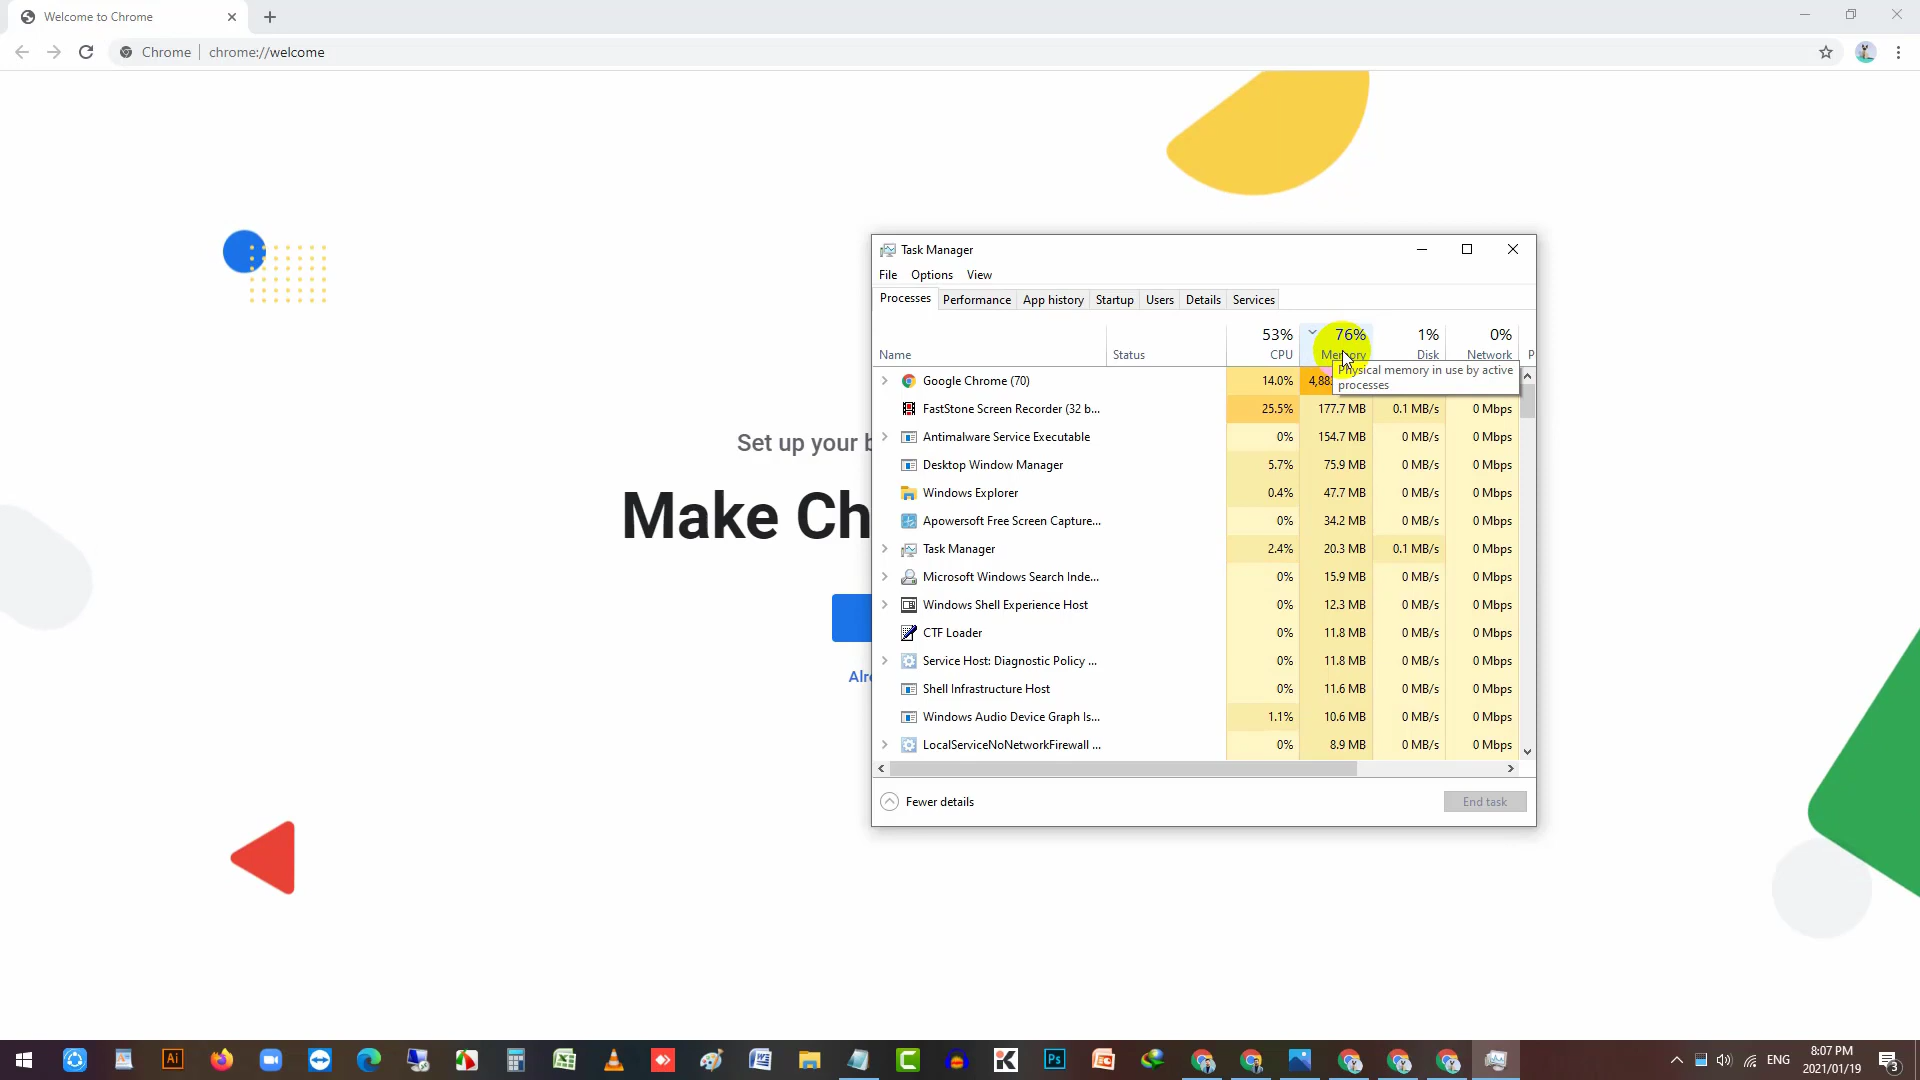 Welcome to Chrome
Chrome
chrome://welcome
Set up your b
Make Ch
Alre
Task Manager
File Options View
Processes Performance App history Startup Users Details Services
53% 76% 1% 0%
Name Status CPU Memory Disk Network P
Physical memory in use by active
processes
Google Chrome (70) 14.0% 4,88
FastStone Screen Recorder (32 b... 25.5% 177.7 MB 0.1 MB/s 0 Mbps
Antimalware Service Executable 0% 154.7 MB 0 MB/s 0 Mbps
Desktop Window Manager 5.7% 75.9 MB 0 MB/s 0 Mbps
Windows Explorer 0.4% 47.7 MB 0 MB/s 0 Mbps
Apowersoft Free Screen Capture... 0% 34.2 MB 0 MB/s 0 Mbps
Task Manager 2.4% 20.3 MB 0.1 MB/s 0 Mbps
Microsoft Windows Search Inde... 0% 15.9 MB 0 MB/s 0 Mbps
Windows Shell Experience Host 0% 12.3 MB 0 MB/s 0 Mbps
CTF Loader 0% 11.8 MB 0 MB/s 0 Mbps
Service Host: Diagnostic Policy ... 0% 11.8 MB 0 MB/s 0 Mbps
Shell Infrastructure Host 0% 11.6 MB 0 MB/s 0 Mbps
Windows Audio Device Graph Is... 1.1% 10.6 MB 0 MB/s 0 Mbps
LocalServiceNoNetworkFirewall ... 0% 8.9 MB 0 MB/s 0 Mbps
Fewer details
End task
Ai
Ps
ENG
8:07 PM
2021/01/19
3